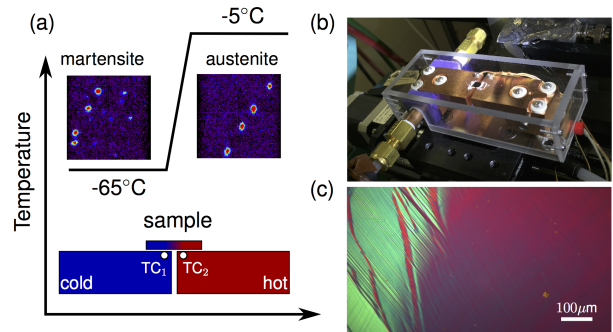 (a)
-5°C
martensite
austenite
Temperature
-65°C
sample
TC₁
TC₂
cold
hot
(b)
(c)
100μm